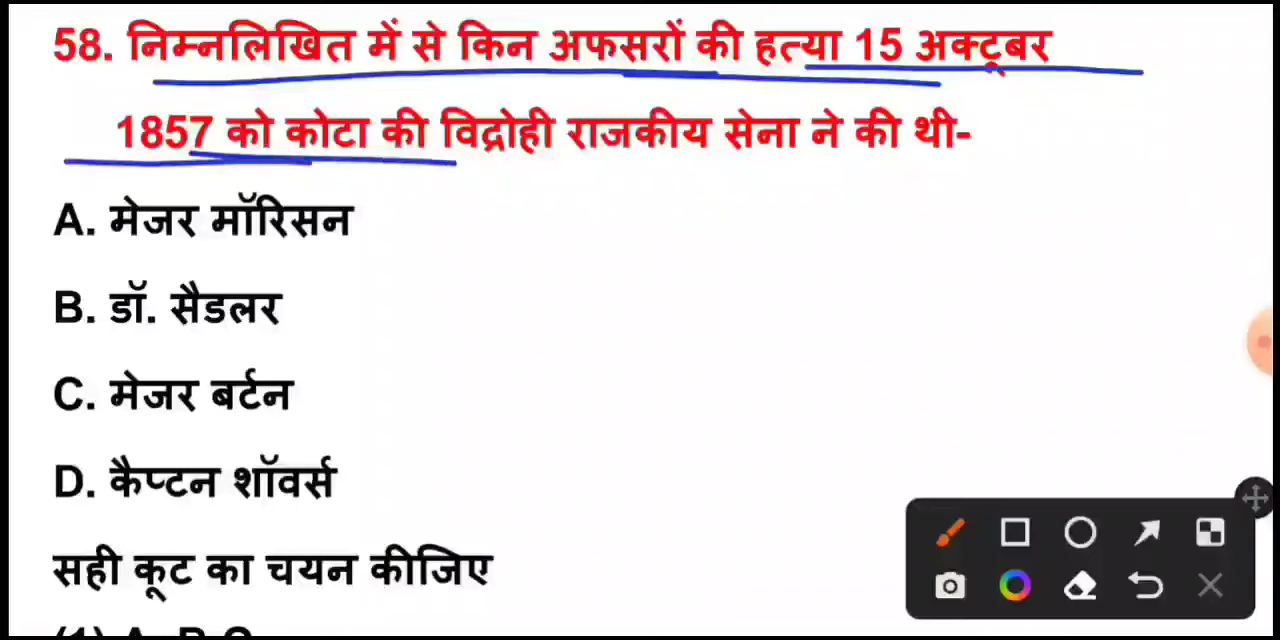 58. निम्नलिखित में से किन अफसरों की हत्या 15 अक्टूबर
1857 को कोटा की विद्रोही राजकीय सेना ने की थी-
A. मेजर मॉरिसन
B. डॉ. सैडलर
C. मेजर बर्टन
D. कैप्टन शॉवर्स
सही कूट का चयन कीजिए